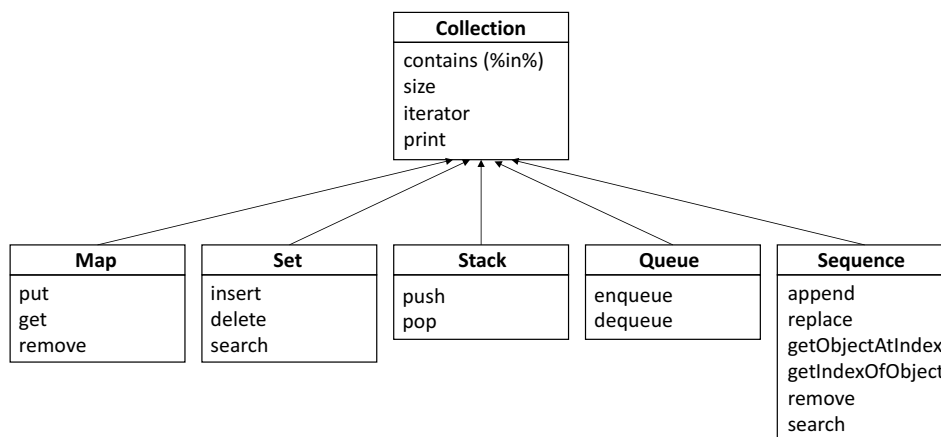 Collection
contains (%in%)
size
iterator
print
Map
put
get
remove
Set
insert
delete
search
Stack
push
pop
Queue
enqueue
dequeue
Sequence
append
replace
getObjectAtIndex
getIndexOfObject
remove
search